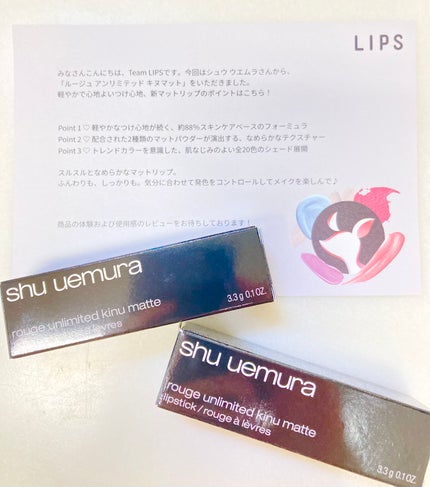 LIPS
みなさんこんにちは、Team LIPSです。今回はシュウ ウエムラさんから、
「ルージュ アンリミテッド キヌマット」をいただきました。
軽やかで心地よいつけ心地、新マットリップのポイントはこちら！
Point 1♡ 軽やかなつけ心地が続く、約88%スキンケアベースのフォーミュラ
Point 2♡ 配合された2種類のマットパウダーが演出する、なめらかなテクスチャー
Point 3♡ トレンドカラーを意識した、肌なじみのよい全20色のシェード展開
スルスルとなめらかなマットリップ。
ふんわりも、しっかりも。気分に合わせて発色をコントロールしてメイクを楽しんで♪
商品の体験および使用感のレビューをお待ちしております！
shu uemura
rouge unlimited kinu matte
à lèvres
3.3 g 0.1 OZ.
shu uemura
rouge unlimited kinu matte
lipstick / rouge à lèvres
3.3 g 0.1 OZ.